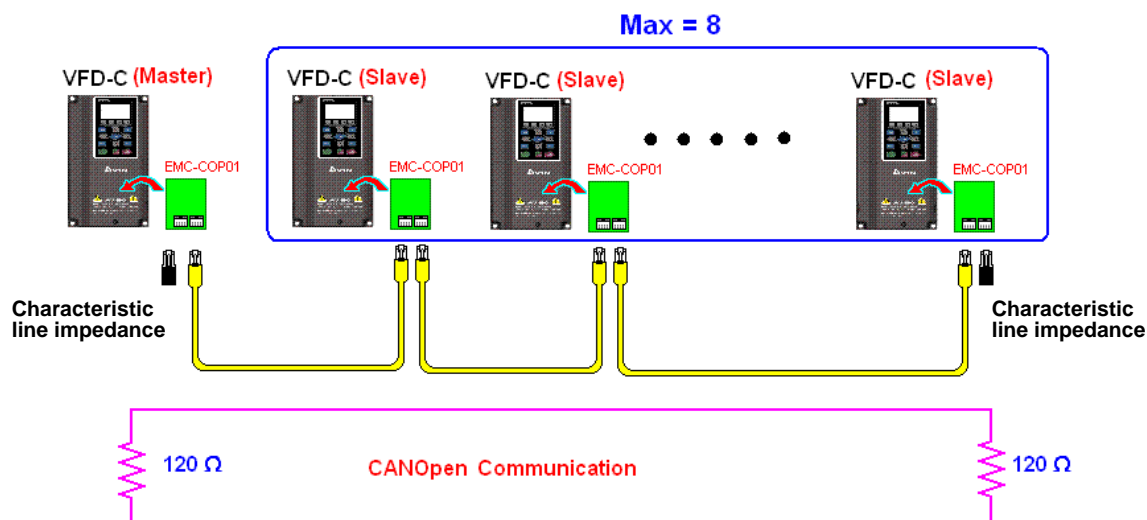 Max = 8
VFD-C (Master)
VFD-C (Slave)
VFD-C (Slave)
VFD-C (Slave)
EMC-COP01
EMC-COP01
EMC-COP01
EMC-COP01
Characteristic
line impedance
Characteristic
line impedance
120 Ω
CANOpen Communication
120 Ω